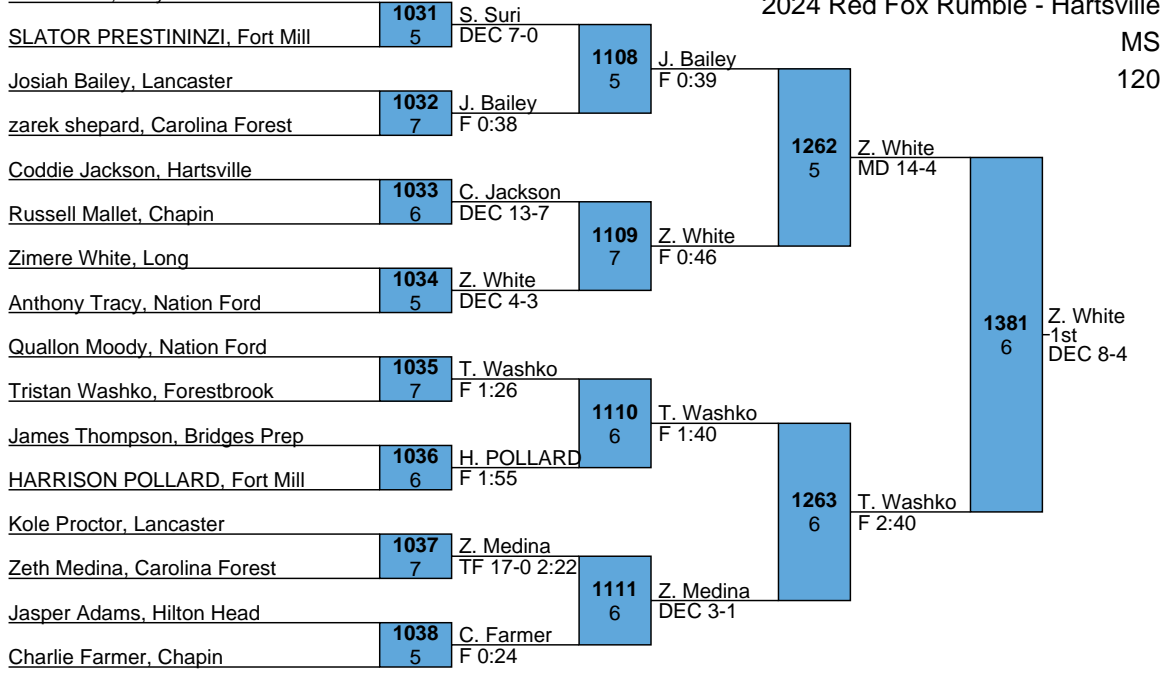 2024 Red Fox Rumble - Hartsville
MS
120
SLATOR PRESTININZI, Fort Mill
Josiah Bailey, Lancaster
zarek shepard, Carolina Forest
Coddie Jackson, Hartsville
Russell Mallet, Chapin
Zimere White, Long
Anthony Tracy, Nation Ford
Quallon Moody, Nation Ford
Tristan Washko, Forestbrook
James Thompson, Bridges Prep
HARRISON POLLARD, Fort Mill
Kole Proctor, Lancaster
Zeth Medina, Carolina Forest
Jasper Adams, Hilton Head
Charlie Farmer, Chapin
1031
5
S. Suri
DEC 7-0
1032
7
J. Bailey
F 0:38
1033
6
C. Jackson
DEC 13-7
1034
5
Z. White
DEC 4-3
1035
7
T. Washko
F 1:26
1036
6
H. POLLARD
F 1:55
1037
7
Z. Medina
TF 17-0 2:22
1038
5
C. Farmer
F 0:24
1108
5
J. Bailey
F 0:39
1109
7
Z. White
F 0:46
1110
6
T. Washko
F 1:40
1111
6
Z. Medina
DEC 3-1
1262
5
Z. White
MD 14-4
1263
6
T. Washko
F 2:40
1381
6
Z. White
1st
DEC 8-4